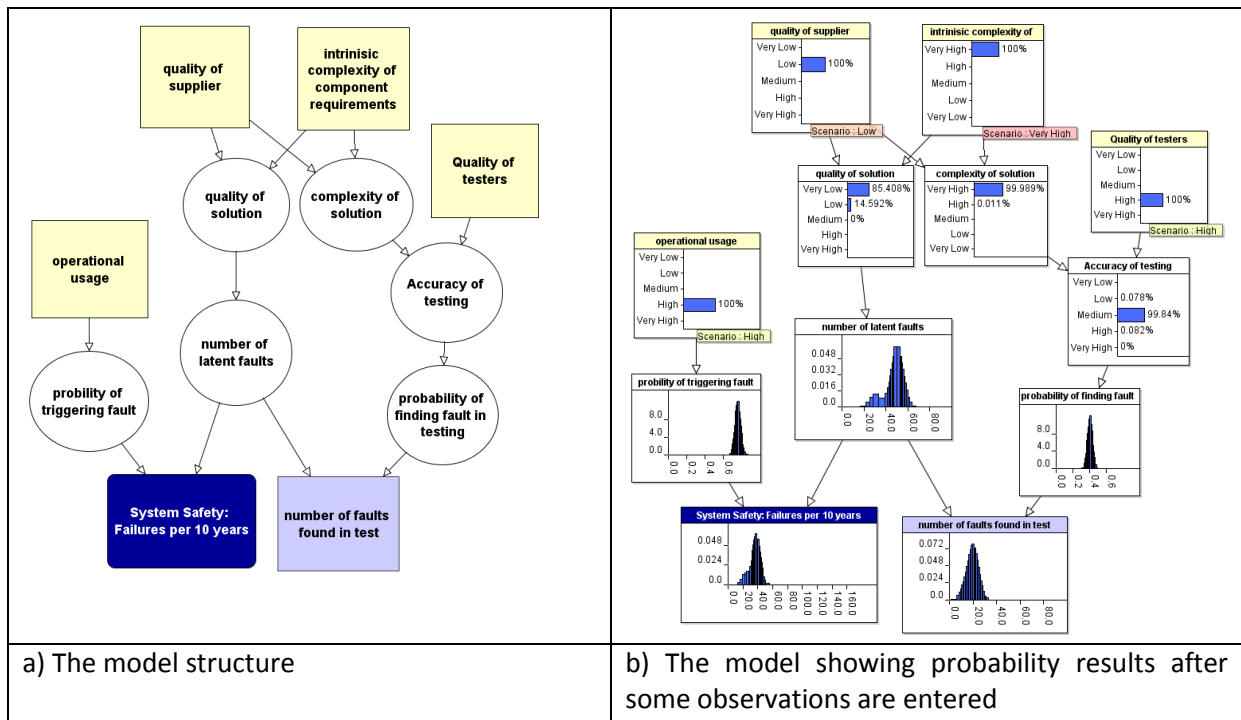 quality of
supplier
intrinisic
complexity of
component
requirements
Quality of
testers
quality of
solution
complexity of
solution
operational
usage
Accuracy of
testing
number of
latent faults
probility of
triggering fault
probability of
finding fault in
testing
System Safety:
Failures per 10 years
number of faults
found in test
a) The model structure
quality of supplier
Very Low
Low
100%
Medium
High
Very High
Scenario : Low
intrinisic complexity of
Very High
100%
High
Medium
Low
Very Low
Scenario : Very High
Quality of testers
Very Low
Low
Medium
High
100%
Very High
Scenario : High
quality of solution
Very Low
85.408%
Low
14.592%
Medium
0%
High
Very High
complexity of solution
Very High
99.989%
High
0.011%
Medium
Low
Very Low
operational usage
Very Low
Low
Medium
High
100%
Very High
Scenario : High
Accuracy of testing
Very Low
Low
0.078%
Medium
99.84%
High
0.082%
Very High
0%
number of latent faults
0.048
0.032
0.016
0.0
0.0
20.0
40.0
60.0
80.0
probility of triggering fault
8.0
4.0
0.0
0.0
0.2
0.4
0.6
0.8
probability of finding fault
8.0
4.0
0.0
0.0
0.2
0.4
0.6
System Safety: Failures per 10 years
0.048
0.024
0.0
0.0
20.0
40.0
60.0
80.0
100.0
120.0
140.0
160.0
number of faults found in test
0.072
0.048
0.024
0.0
0.0
20.0
40.0
60.0
80.0
b) The model showing probability results after
some observations are entered